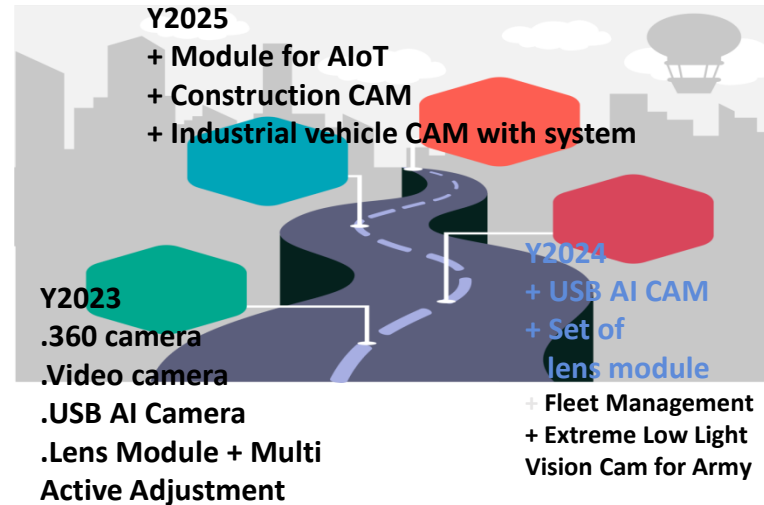 Y2025
+ Module for AIoT
+ Construction CAM
+ Industrial vehicle CAM with system
Y2023
.360 camera
.Video camera
.USB AI Camera
.Lens Module + Multi
Active Adjustment
Y2024
+ USB AI CAM
+ Set of
lens module
+ Fleet Management
+ Extreme Low Light
Vision Cam for Army